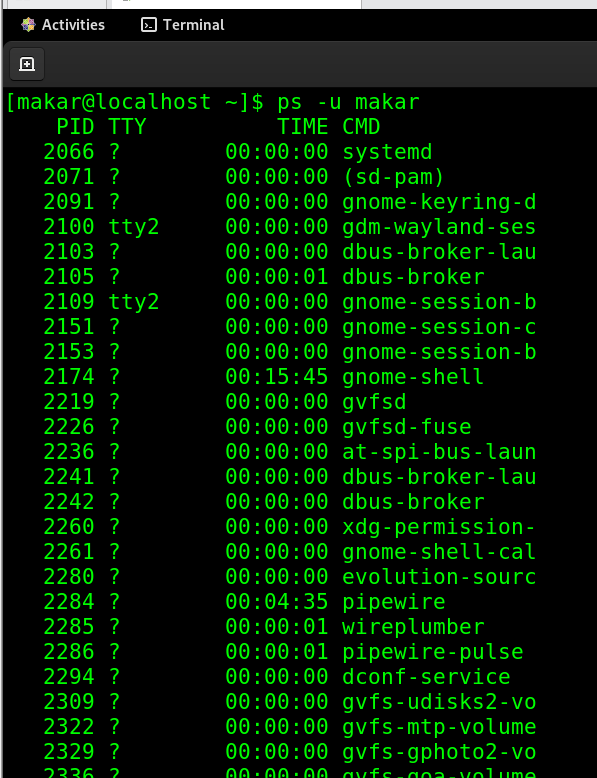 Activities Terminal
[makar@localhost ~]$ ps -u makar
PID TTY TIME CMD
2066 ? 00:00:00 systemd
2071 ? 00:00:00 (sd-pam)
2091 ? 00:00:00 gnome-keyring-d
2100 tty2 00:00:00 gdm-wayland-ses
2103 ? 00:00:00 dbus-broker-lau
2105 ? 00:00:01 dbus-broker
2109 tty2 00:00:00 gnome-session-b
2151 ? 00:00:00 gnome-session-c
2153 ? 00:00:00 gnome-session-b
2174 ? 00:15:45 gnome-shell
2219 ? 00:00:00 gvfsd
2226 ? 00:00:00 gvfsd-fuse
2236 ? 00:00:00 at-spi-bus-laun
2241 ? 00:00:00 dbus-broker-lau
2242 ? 00:00:00 dbus-broker
2260 ? 00:00:00 xdg-permission-
2261 ? 00:00:00 gnome-shell-cal
2280 ? 00:00:00 evolution-sourc
2284 ? 00:04:35 pipewire
2285 ? 00:00:01 wireplumber
2286 ? 00:00:01 pipewire-pulse
2294 ? 00:00:00 dconf-service
2309 ? 00:00:00 gvfs-udisks2-vo
2322 ? 00:00:00 gvfs-mtp-volume
2329 ? 00:00:00 gvfs-gphoto2-vo
2336 ? 00:00:00 gvfs-goa-volume